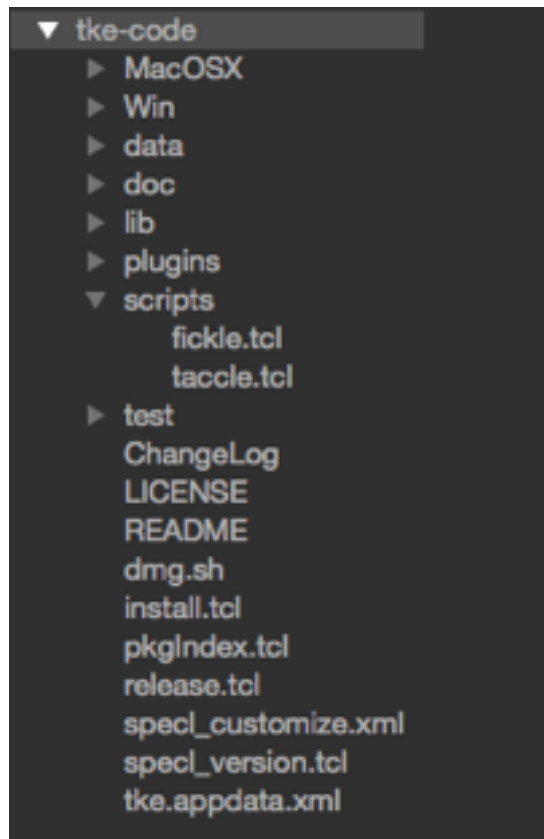 tke-code
MacOSX
Win
data
doc
lib
plugins
scripts
fickle.tcl
taccle.tcl
test
ChangeLog
LICENSE
README
dmg.sh
install.tcl
pkgIndex.tcl
release.tcl
specl_customize.xml
specl_version.tcl
tke.appdata.xml